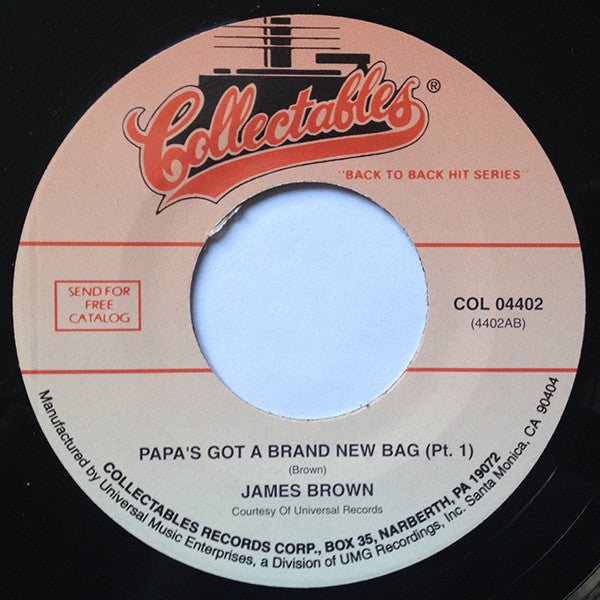 Collectables®
"BACK TO BACK HIT SERIES"
SEND FOR
FREE
CATALOG
COL 04402
(4402AB)
PAPA'S GOT A BRAND NEW BAG (Pt. 1)
(Brown)
JAMES BROWN
Courtesy Of Universal Records
COLLECTABLES RECORDS CORP., BOX 35, NARBERTH, PA 19072
Manufactured by Universal Music Enterprises, a Division of UMG Recordings, Inc. Santa Monica, CA 90404